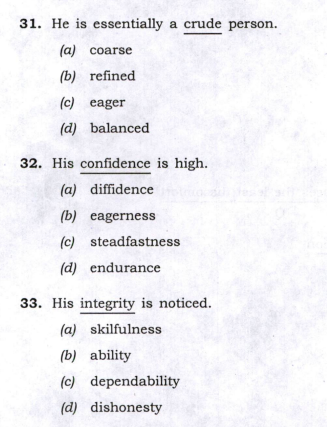 31. He is essentially a crude person.
(a) coarse
(b) refined
(c) eager
(d) balanced
32. His confidence is high.
(a) diffidence
(b) eagerness
(c) steadfastness
(d) endurance
33. His integrity is noticed.
(a) skilfulness
(b) ability
(c) dependability
(d) dishonesty